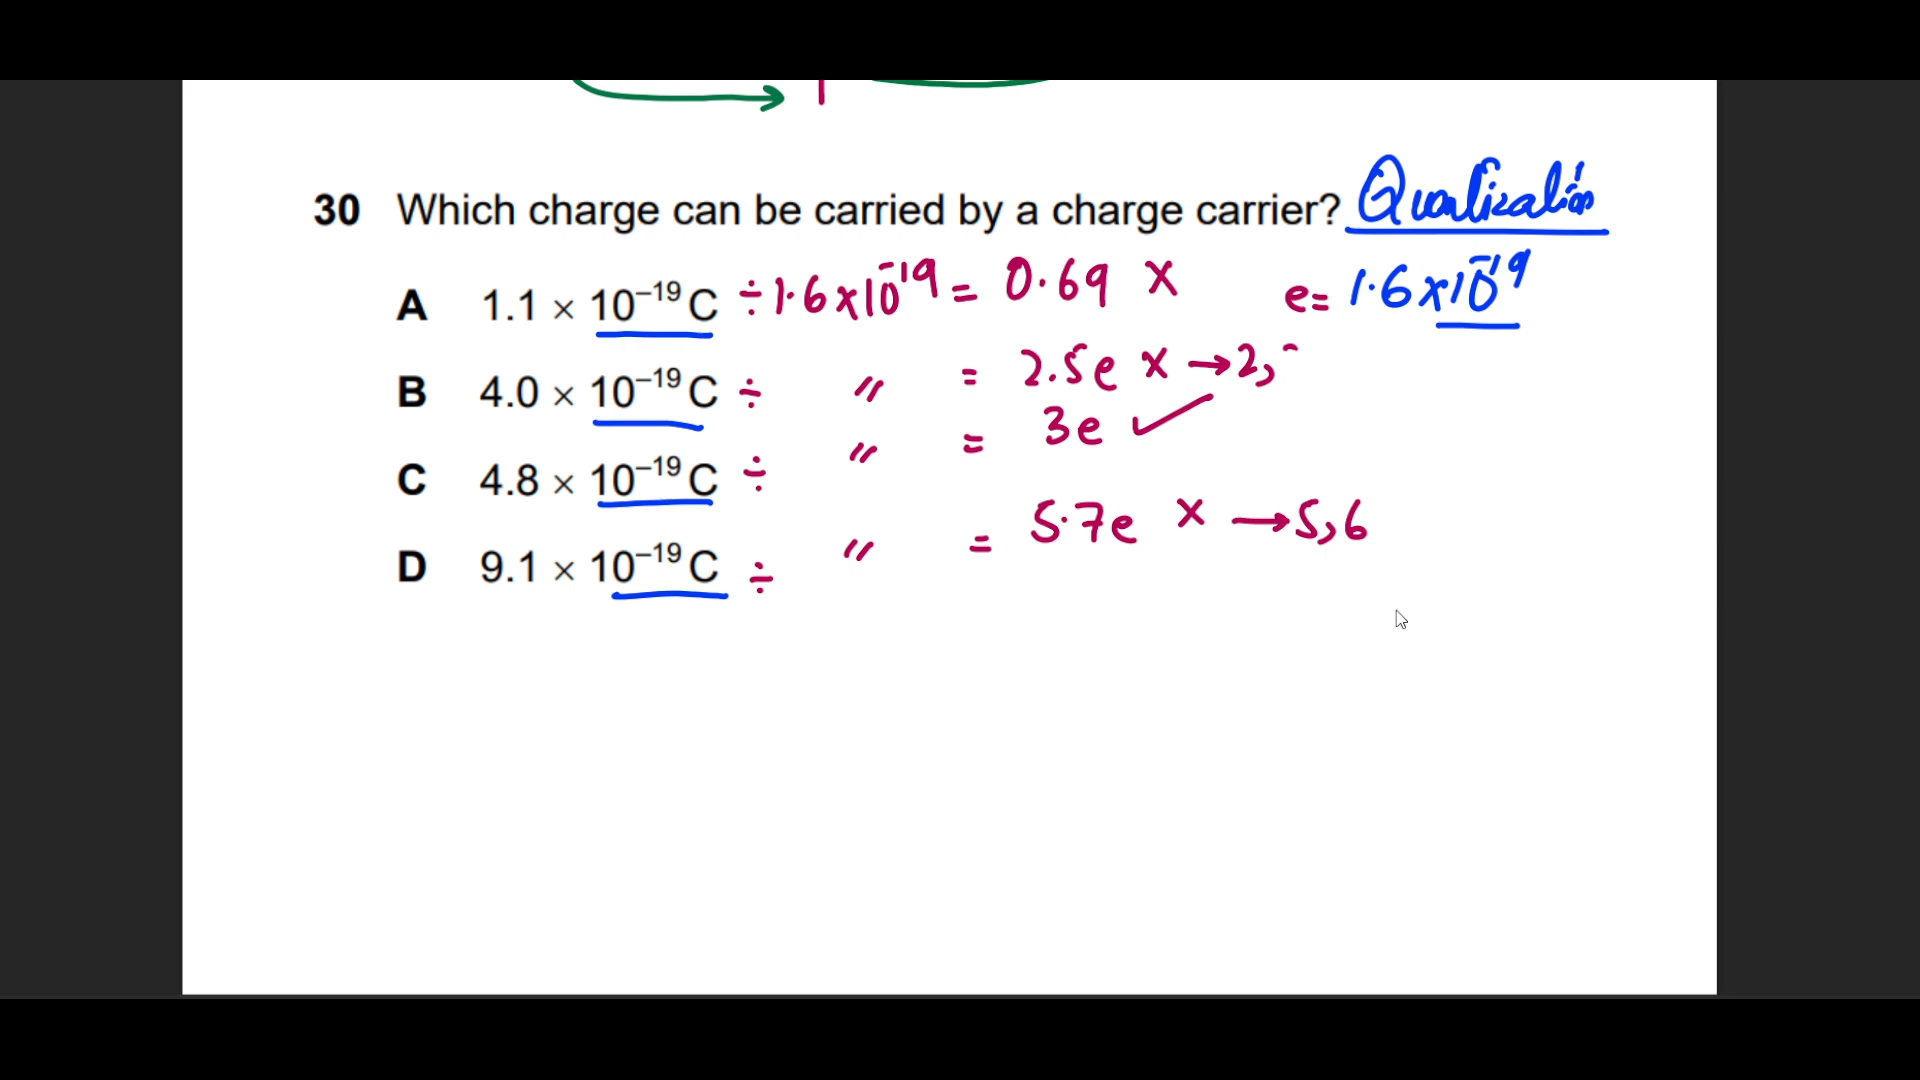 30 Which charge can be carried by a charge carrier? Quantization
A 1.1 × 10⁻¹⁹ C ÷ 1.6 × 10⁻¹⁹ = 0.69 × e = 1.6 × 10⁻¹⁹
B 4.0 × 10⁻¹⁹ C ÷ " = 2.5e × → 2,
C 4.8 × 10⁻¹⁹ C ÷ " = 3e ✓
D 9.1 × 10⁻¹⁹ C ÷ " = 5.7e × → 5,6